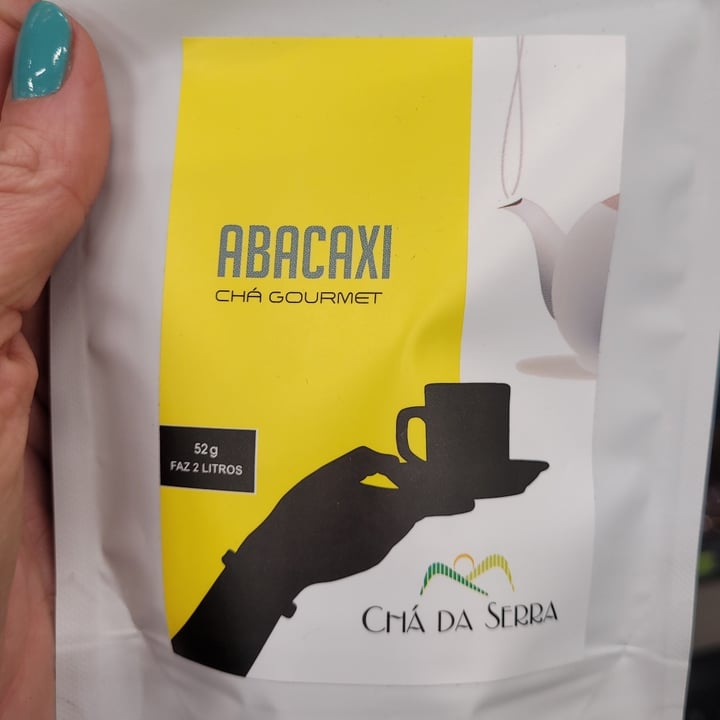 ABACAXI
CHÁ GOURMET
52g
FAZ 2 LITROS
CHÁ DA SERRA